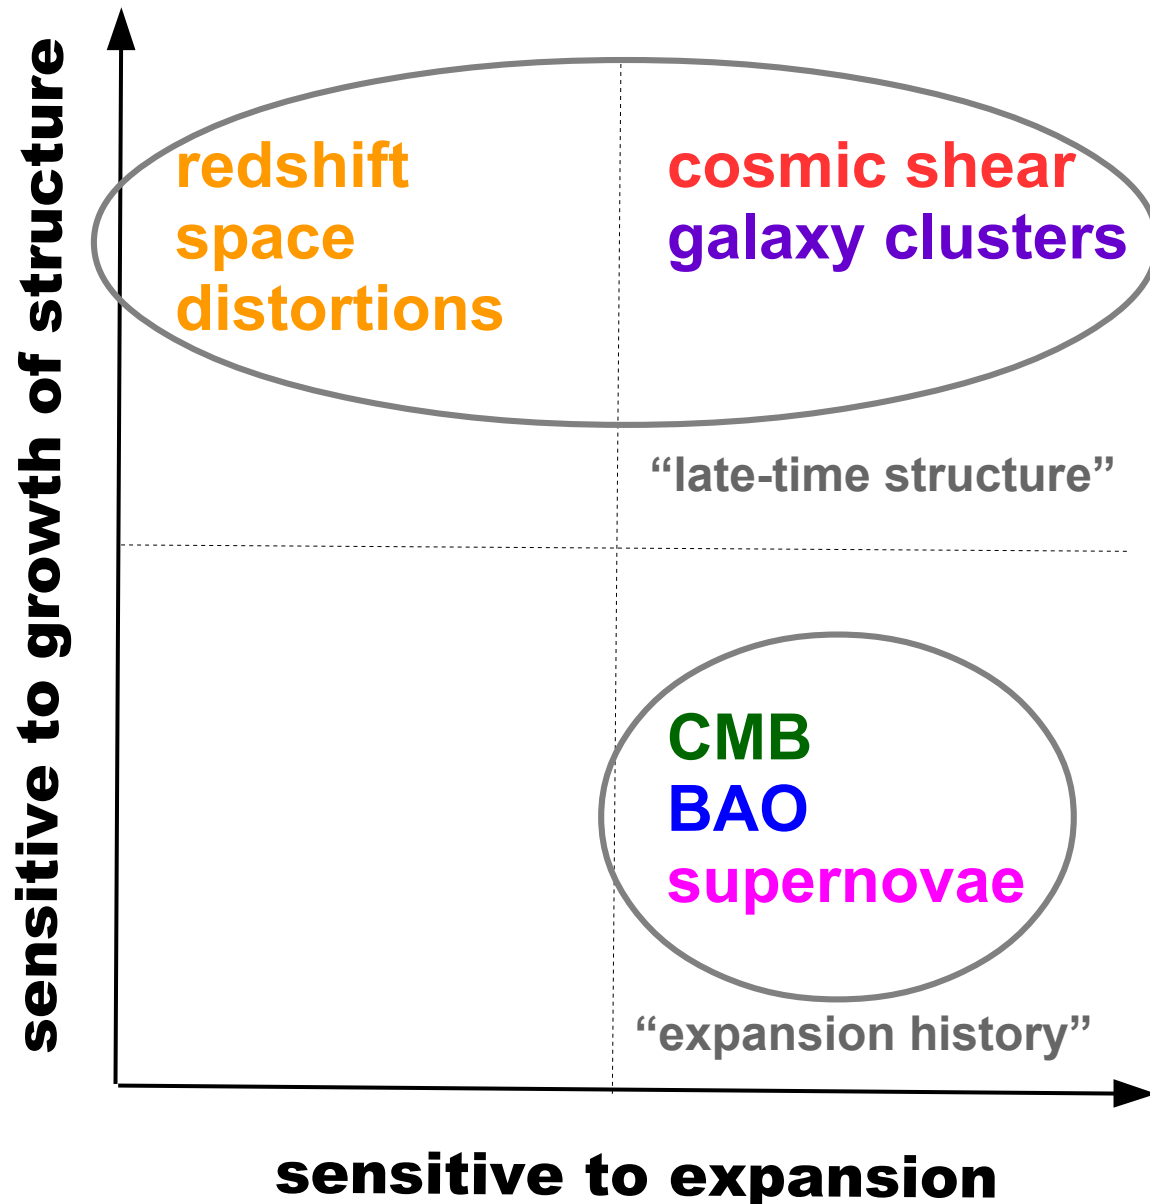 sensitive to growth of structure
redshift
space
distortions
cosmic shear
galaxy clusters
“late-time structure”
CMB
BAO
supernovae
“expansion history”
sensitive to expansion